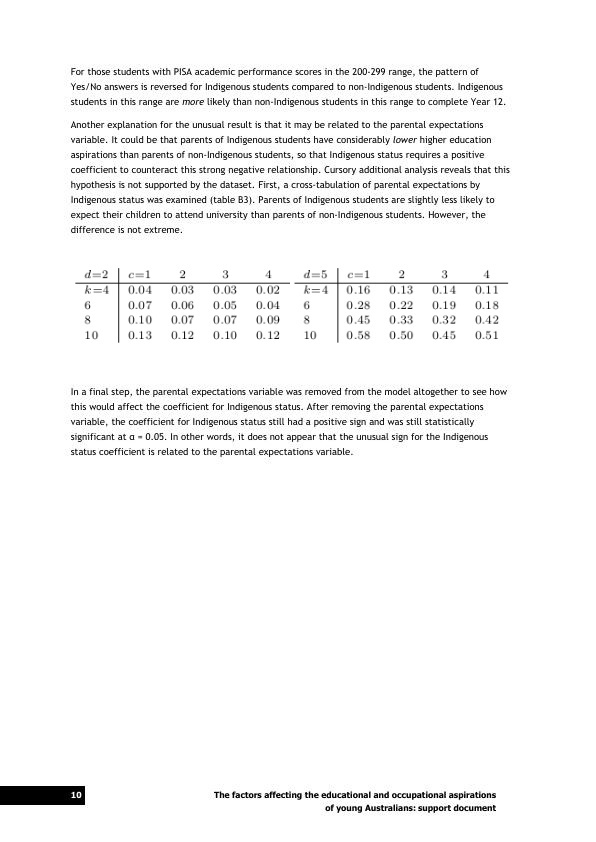 For those students with PISA academic performance scores in the 200-299 range, the pattern of
Yes/No answers is reversed for Indigenous students compared to non-Indigenous students. Indigenous
students in this range are more likely than non-Indigenous students in this range to complete Year 12.
Another explanation for the unusual result is that it may be related to the parental expectations
variable. It could be that parents of Indigenous students have considerably lower higher education
aspirations than parents of non-Indigenous students, so that Indigenous status requires a positive
coefficient to counteract this strong negative relationship. Cursory additional analysis reveals that this
hypothesis is not supported by the dataset. First, a cross-tabulation of parental expectations by
Indigenous status was examined (table B3). Parents of Indigenous students are slightly less likely to
expect their children to attend university than parents of non-Indigenous students. However, the
difference is not extreme.
d=2 c=1 2 3 4 d=5 c=1 2 3 4
k=4 0.04 0.03 0.03 0.02 k=4 0.16 0.13 0.14 0.11
6 0.07 0.06 0.05 0.04 6 0.28 0.22 0.19 0.18
8 0.10 0.07 0.07 0.09 8 0.45 0.33 0.32 0.42
10 0.13 0.12 0.10 0.12 10 0.58 0.50 0.45 0.51
In a final step, the parental expectations variable was removed from the model altogether to see how
this would affect the coefficient for Indigenous status. After removing the parental expectations
variable, the coefficient for Indigenous status still had a positive sign and was still statistically
significant at α = 0.05. In other words, it does not appear that the unusual sign for the Indigenous
status coefficient is related to the parental expectations variable.
10 The factors affecting the educational and occupational aspirations
of young Australians: support document